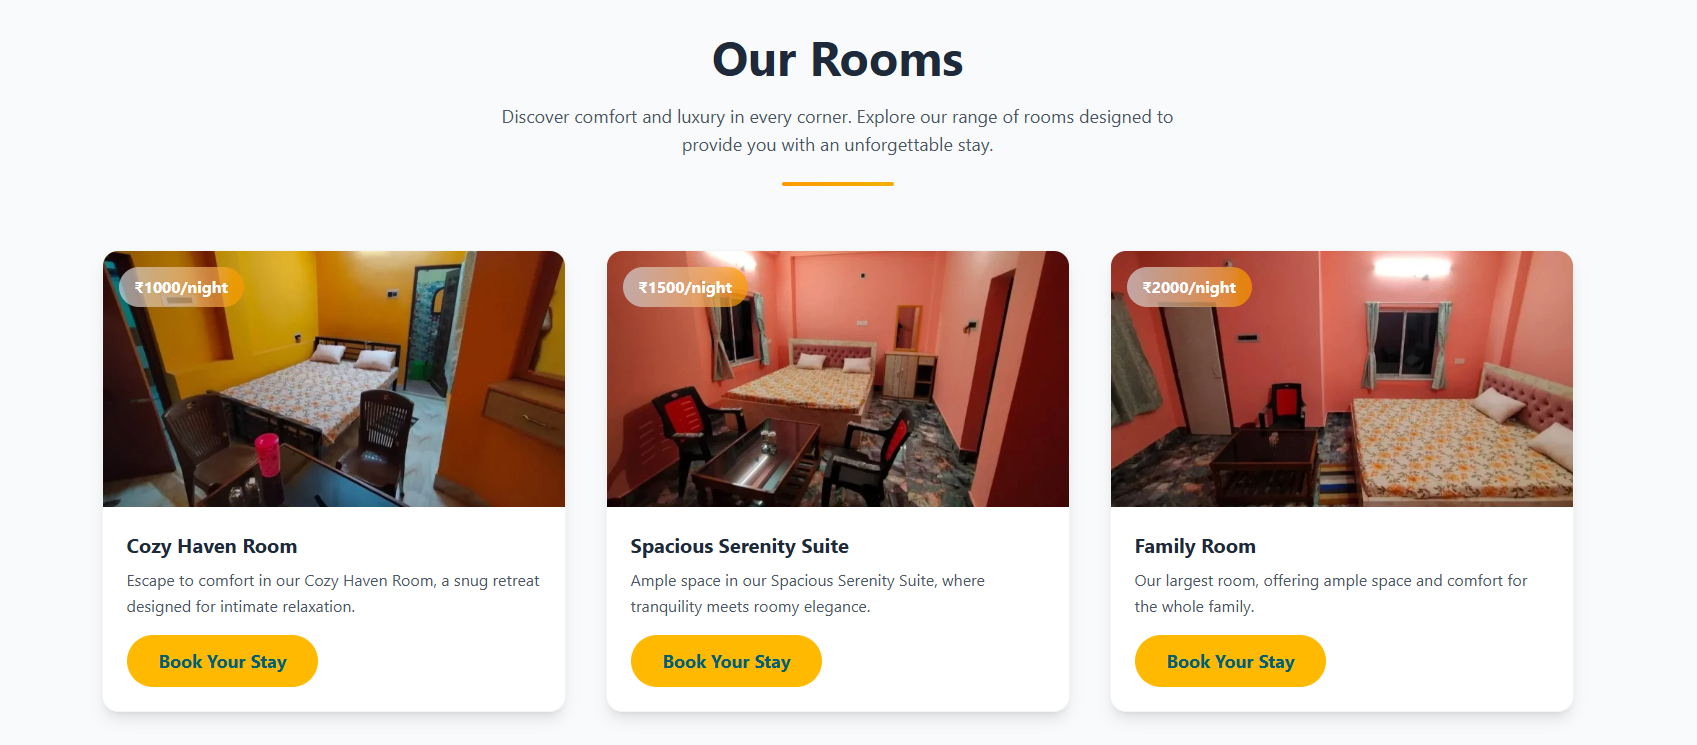 Our Rooms
Discover comfort and luxury in every corner. Explore our range of rooms designed to
provide you with an unforgettable stay.
₹1000/night
Cozy Haven Room
Escape to comfort in our Cozy Haven Room, a snug retreat
designed for intimate relaxation.
Book Your Stay
₹1500/night
Spacious Serenity Suite
Ample space in our Spacious Serenity Suite, where
tranquility meets roomy elegance.
Book Your Stay
₹2000/night
Family Room
Our largest room, offering ample space and comfort for
the whole family.
Book Your Stay